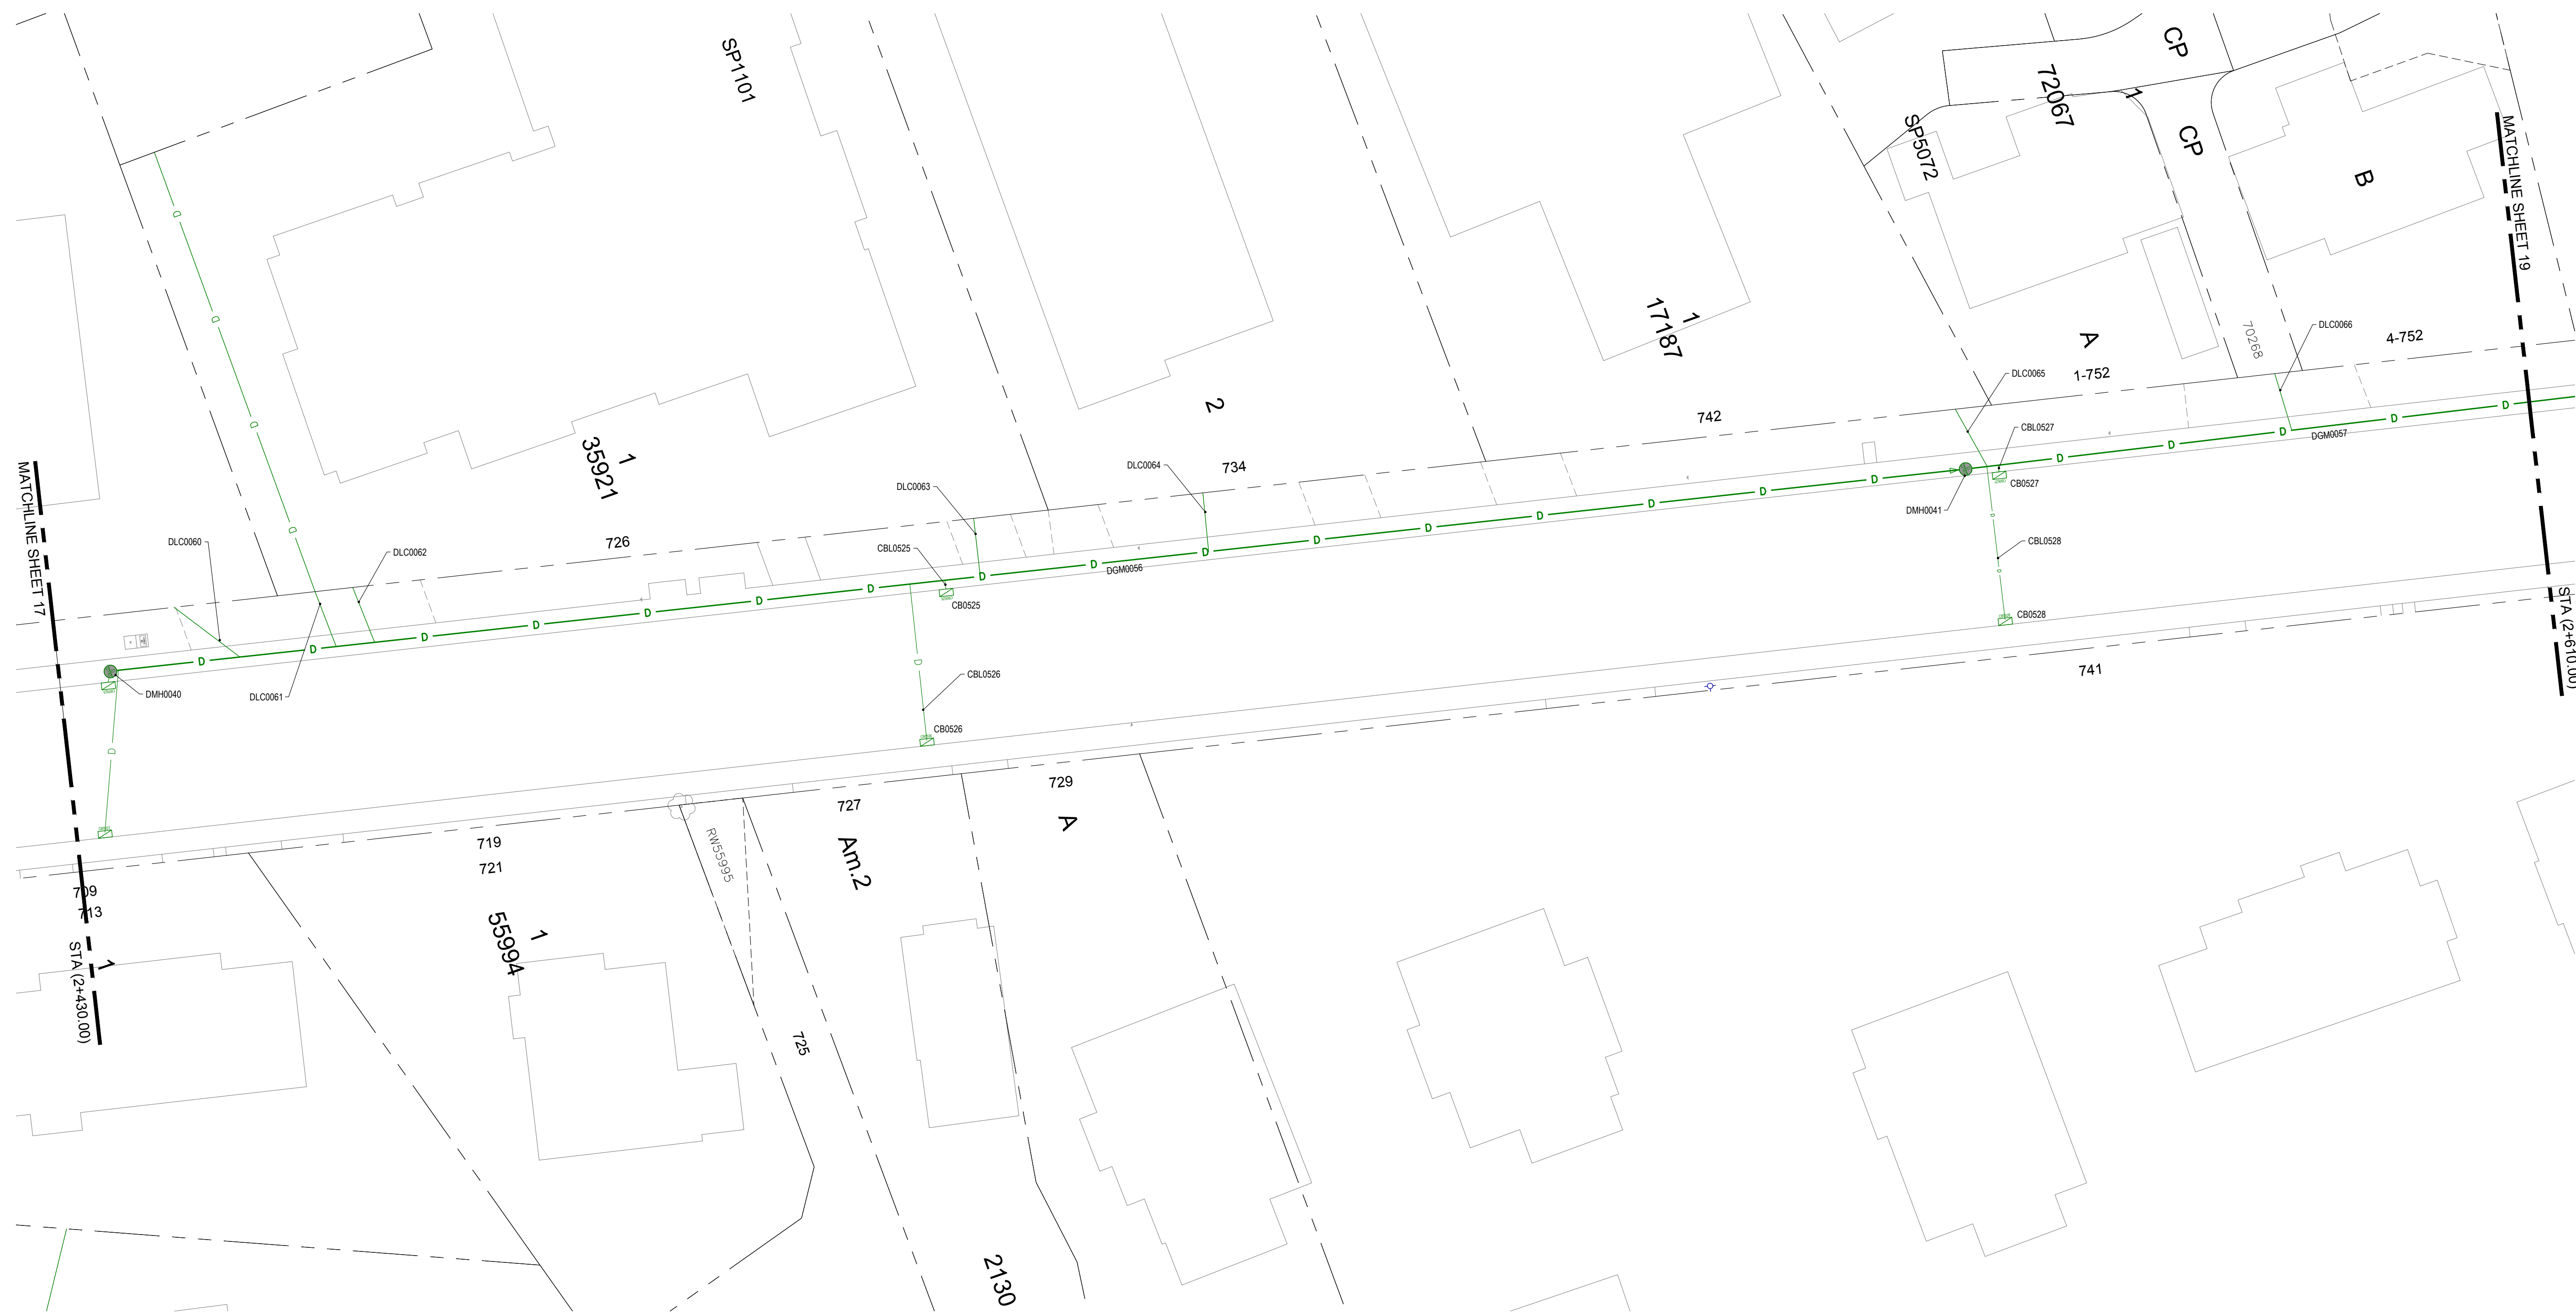 SP1101
CP
72067
1
SP5072
CP
B
MATCHLINE SHEET 19
17187
1
A
70268
DLC0066
4-752
1-752
DLC0065
2
742
CBL0527
DGM0057
35921
1
734
DLC0064
DLC0063
MATCHLINE SHEET 17
CB0527
DMH0041
DLC0060
726
DLC0062
CBL0525
DGM0056
CBL0528
CB0525
CB0528
STA (2+610.00)
DMH0040
DLC0061
CBL0526
741
CB0526
729
727
A
719
721
RW55995
Am.2
709
713
55994
1
1
STA (2+430.00)
725
2130
D D D D D D D D D D D D D D D D D D D D D
D D D D D D D D D